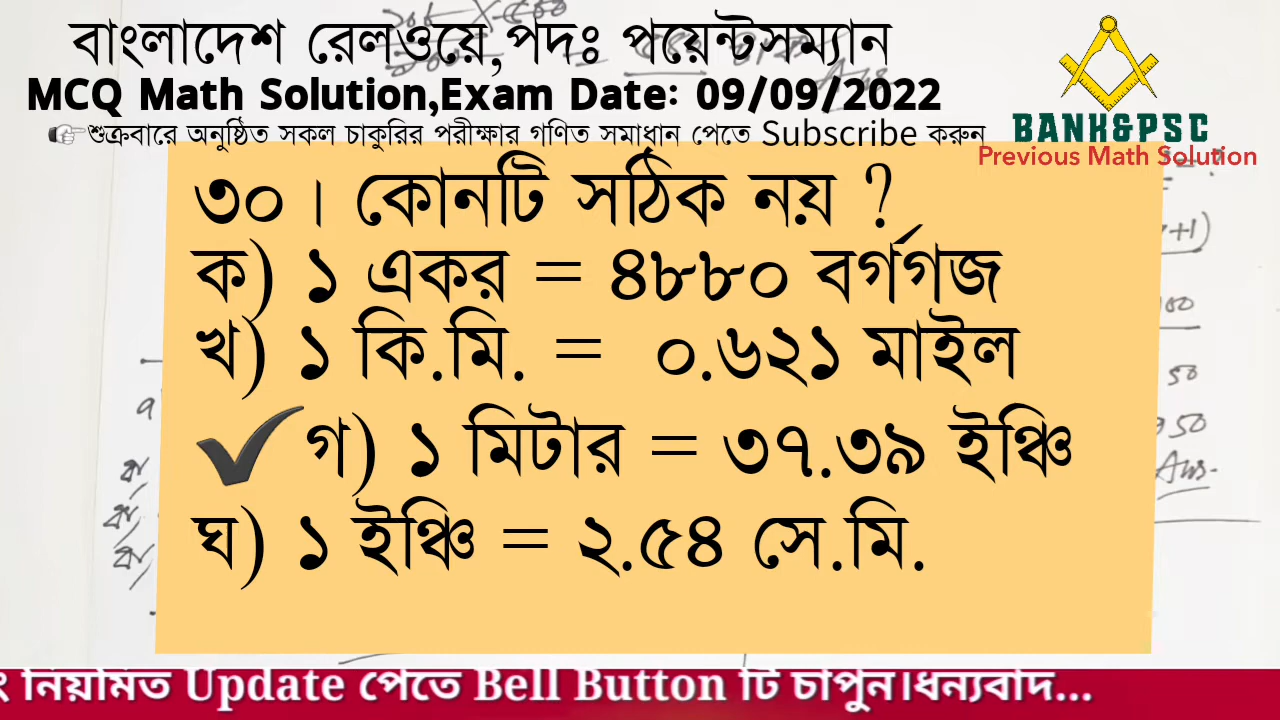 বাংলাদেশ রেলওয়ে,পদঃ পয়েন্টসম্যান
MCQ Math Solution,Exam Date: 09/09/2022
শুক্রবারে অনুষ্ঠিত সকল চাকুরির পরীক্ষার গণিত সমাধান পেতে Subscribe করুন
BANK&PSC
Previous Math Solution
৩০। কোনটি সঠিক নয় ?
ক) ১ একর = ৪৮৮০ বর্গগজ
খ) ১ কি.মি. = ০.৬২১ মাইল
গ) ১ মিটার = ৩৭.৩৯ ইঞ্চি
ঘ) ১ ইঞ্চি = ২.৫৪ সে.মি.
50
Ans.
নিয়মিত Update পেতে Bell Button টি চাপুন।ধন্যবাদ...